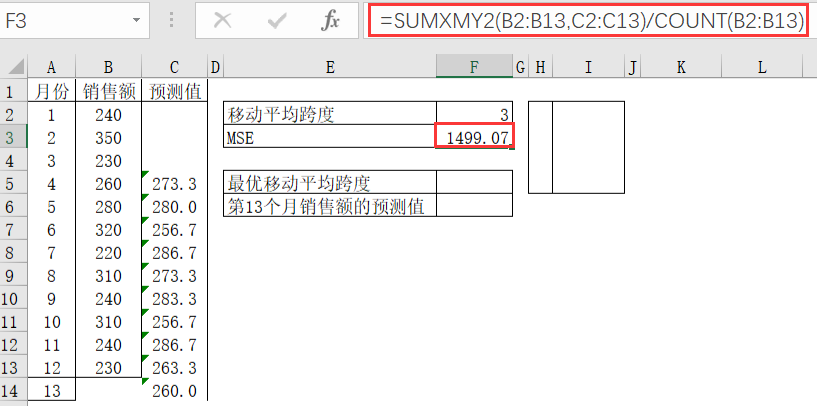 F3 fx =SUMXMY2(B2:B13,C2:C13)/COUNT(B2:B13)
A B C D E F G H I J K L
1 月份 销售额 预测值
2 1 240 移动平均跨度 3
3 2 350 MSE 1499.07
4 3 230
5 4 260 273.3 最优移动平均跨度
6 5 280 280.0 第13个月销售额的预测值
7 6 320 256.7
8 7 220 286.7
9 8 310 273.3
10 9 240 283.3
11 10 310 256.7
12 11 240 286.7
13 12 230 263.3
14 13 260.0